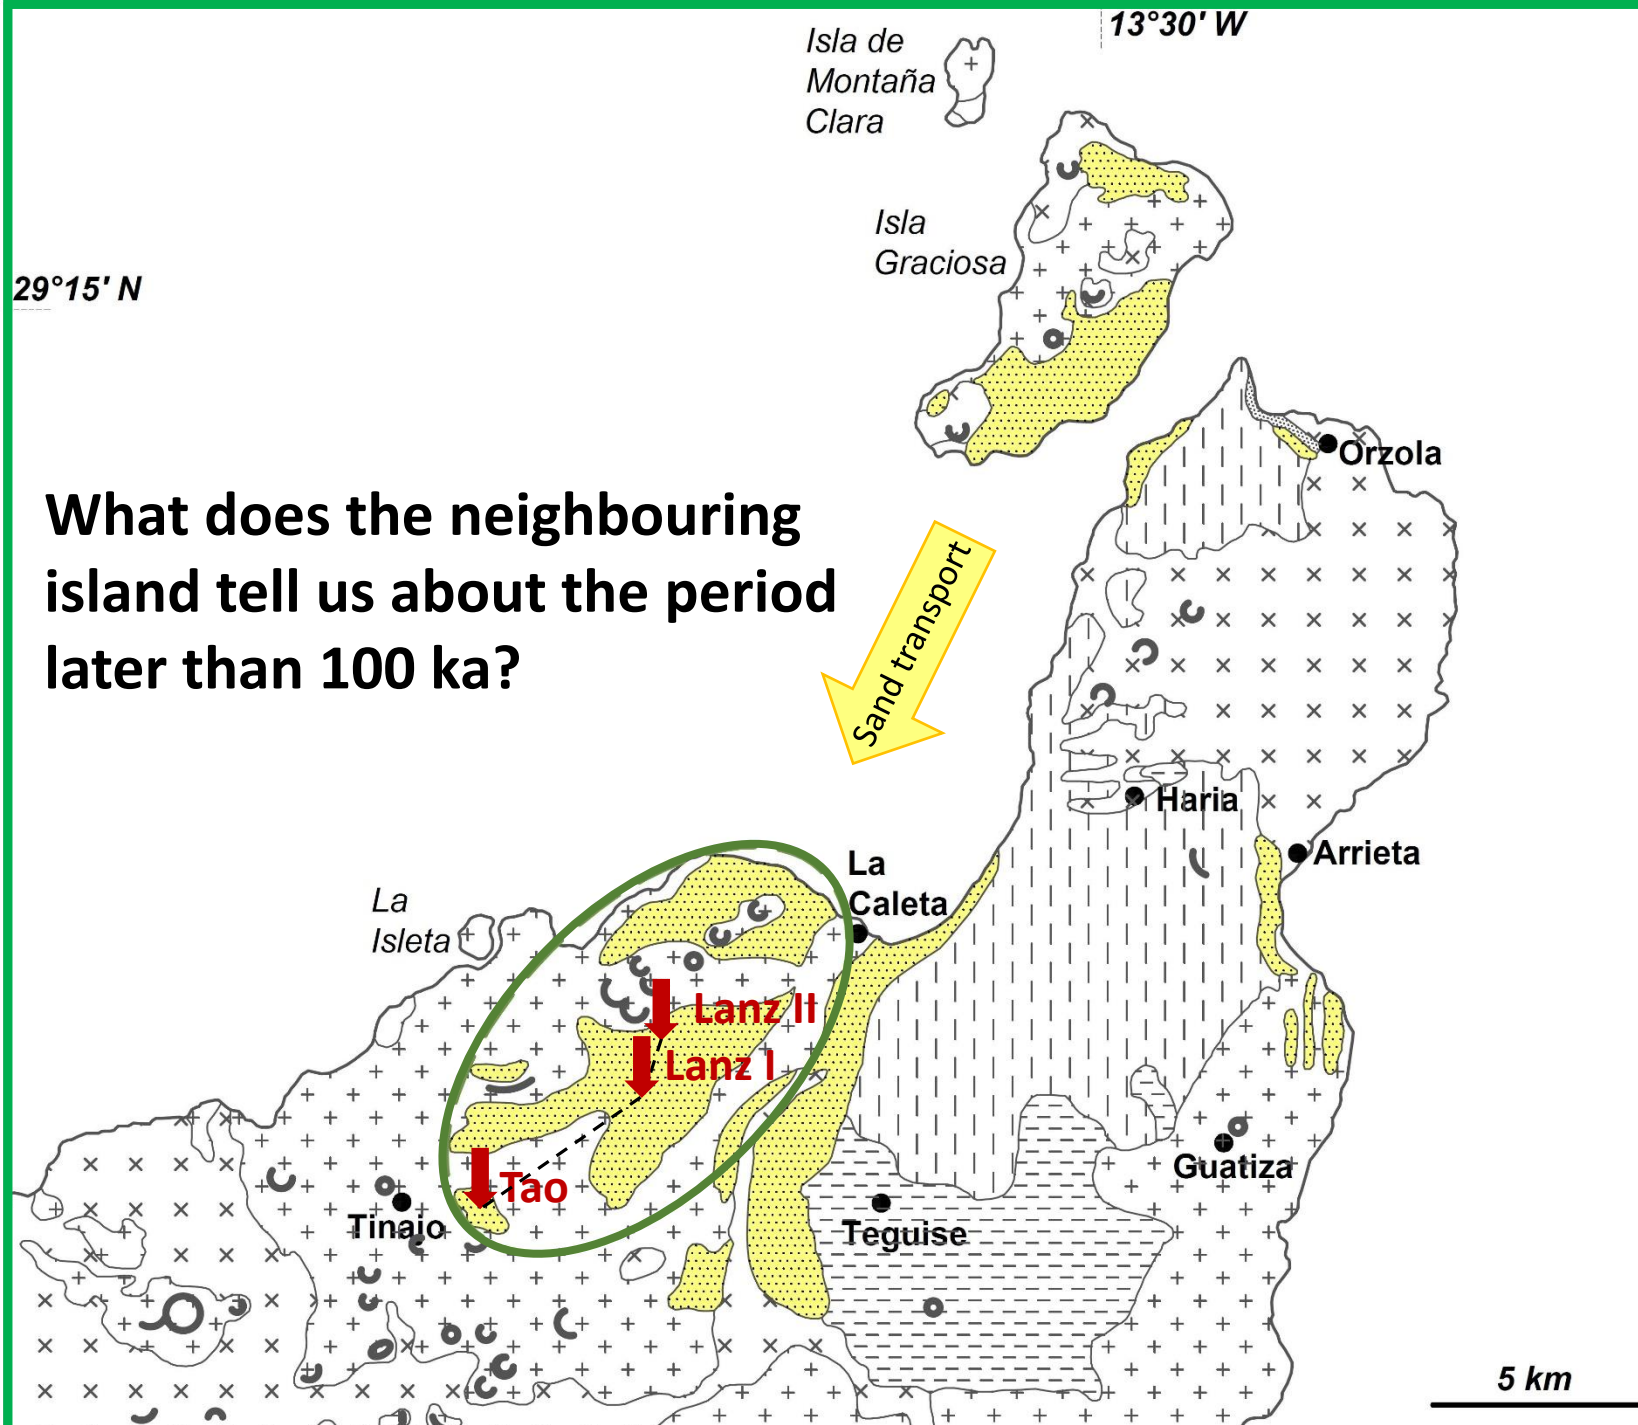 13°30' W
Isla de
Montaña
Clara
Isla
Graciosa
29°15' N
Orzola
What does the neighbouring
island tell us about the period
later than 100 ka?
Sand transport
Haria
Arrieta
La
Caleta
La
Isleta
Lanz II
Lanz I
Tao
Guatiza
Tinajo
Teguise
5 km